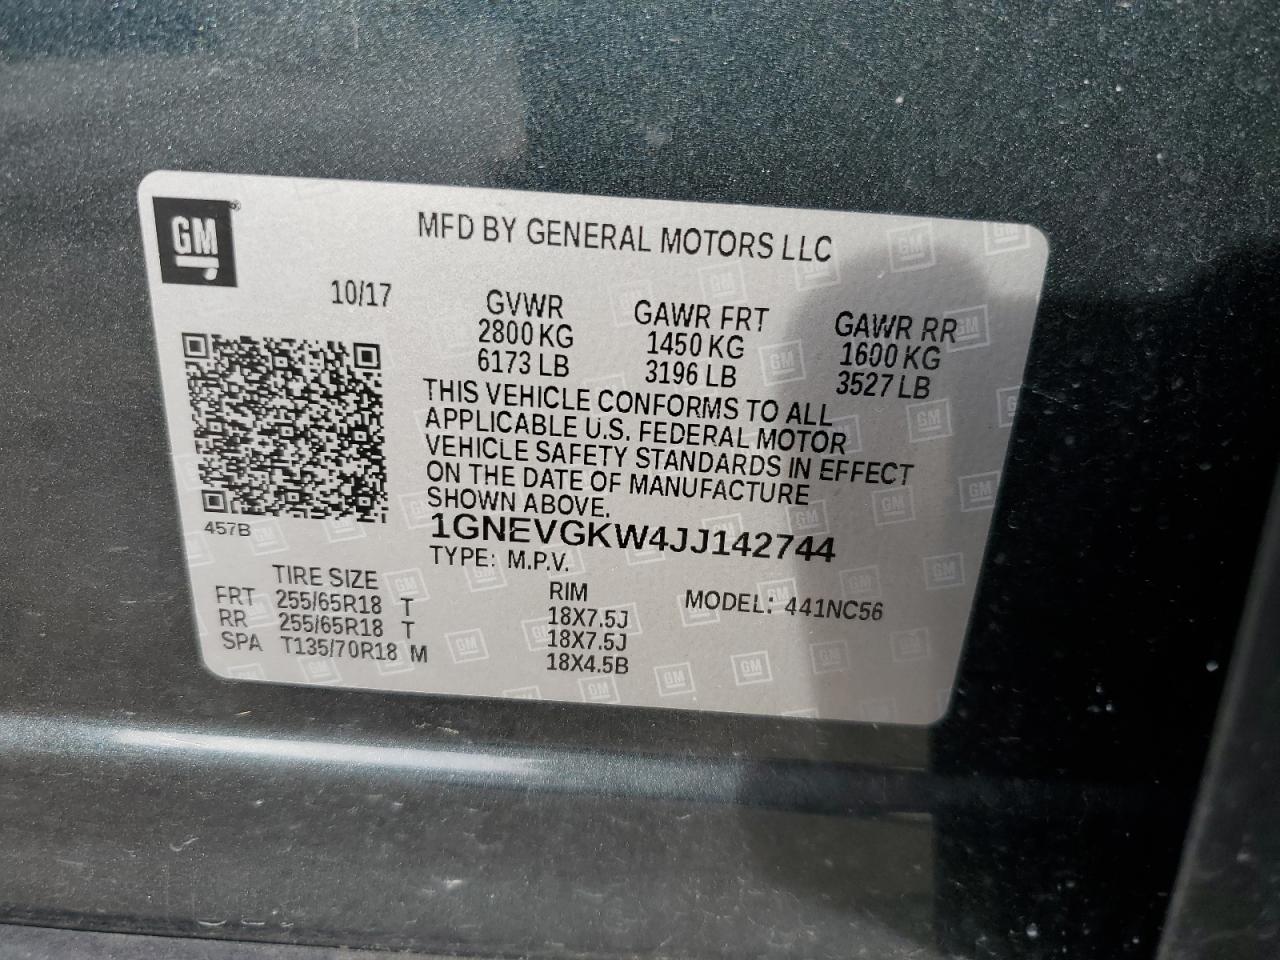 GM
MFD BY GENERAL MOTORS LLC
10/17
GVWR
2800 KG
6173 LB
GAWR FRT
1450 KG
3196 LB
GAWR RR
1600 KG
3527 LB
THIS VEHICLE CONFORMS TO ALL
APPLICABLE U.S. FEDERAL MOTOR
VEHICLE SAFETY STANDARDS IN EFFECT
ON THE DATE OF MANUFACTURE
SHOWN ABOVE.
457B
1GNEVGKW4JJ142744
TYPE: M.P.V.
TIRE SIZE
RIM
MODEL: 441NC56
FRT 255/65R18 T 18X7.5J
RR 255/65R18 T 18X7.5J
SPA T135/70R18 M 18X4.5B